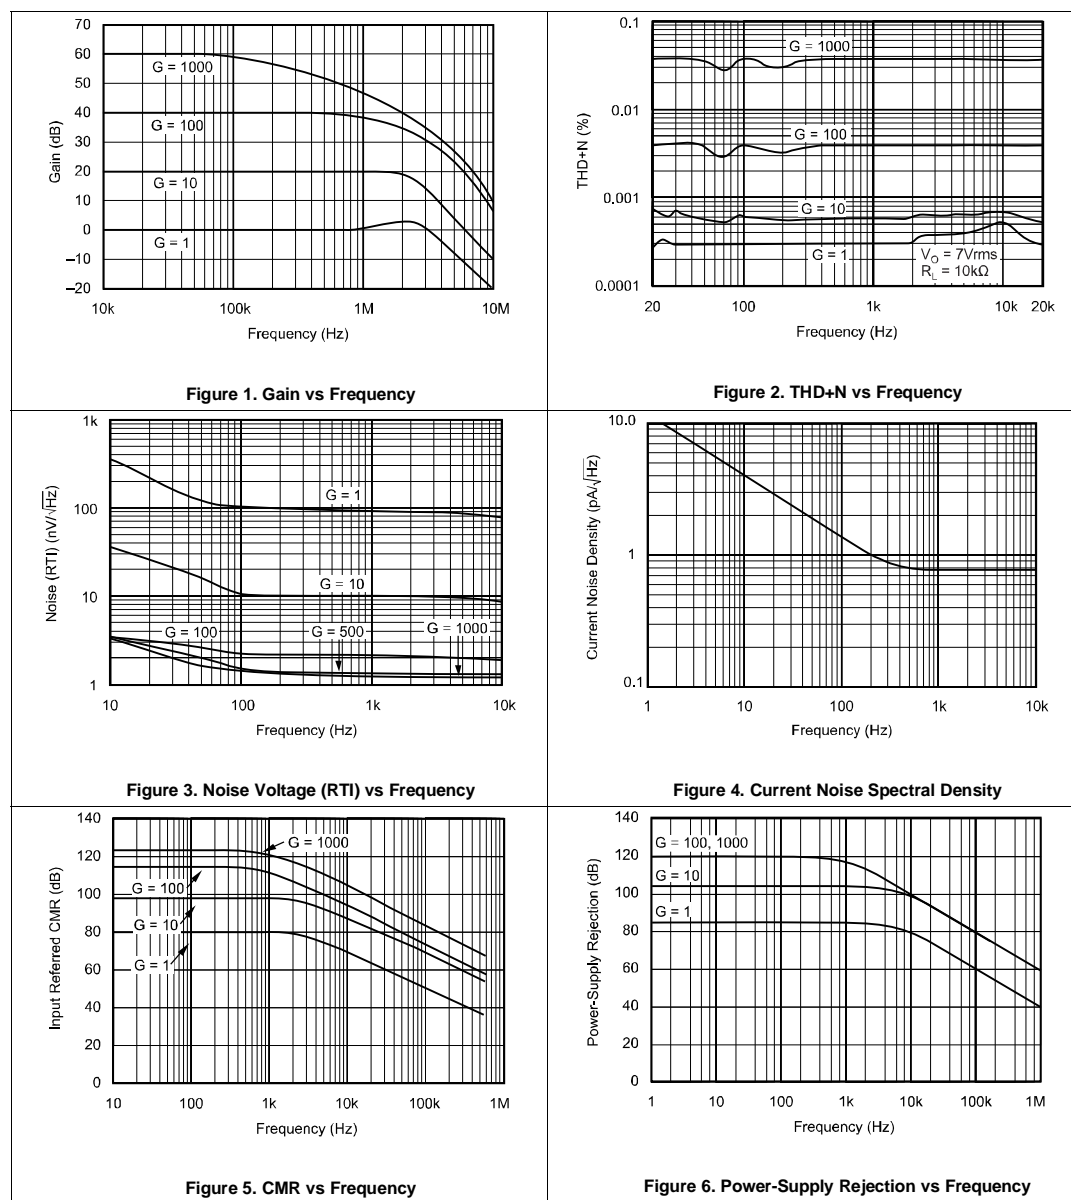 70
60
50
40
30
20
10
0
–10
–20
Gain (dB)
G = 1000
G = 100
G = 10
G = 1
10k 100k 1M 10M
Frequency (Hz)
Figure 1. Gain vs Frequency
0.1
0.01
0.001
0.0001
THD+N (%)
G = 1000
G = 100
G = 10
G = 1
VO = 7Vrms
RL = 10kΩ
20 100 1k 10k 20k
Frequency (Hz)
Figure 2. THD+N vs Frequency
1k
100
10
1
Noise (RTI) (nV/√Hz)
G = 1
G = 10
G = 100
G = 500
G = 1000
10 100 1k 10k
Frequency (Hz)
Figure 3. Noise Voltage (RTI) vs Frequency
10.0
1
0.1
Current Noise Density (pA/√Hz)
1 10 100 1k 10k
Frequency (Hz)
Figure 4. Current Noise Spectral Density
140
120
100
80
60
40
20
0
Input Referred CMR (dB)
G = 1000
G = 100
G = 10
G = 1
10 100 1k 10k 100k 1M
Frequency (Hz)
Figure 5. CMR vs Frequency
140
120
100
80
60
40
20
0
Power-Supply Rejection (dB)
G = 100, 1000
G = 10
G = 1
1 10 100 1k 10k 100k 1M
Frequency (Hz)
Figure 6. Power-Supply Rejection vs Frequency